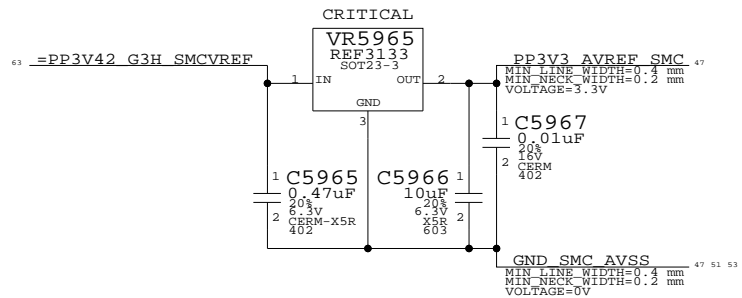 CRITICAL
VR5965
REF3133
SOT23-3
63 =PP3V42_G3H_SMCVREF
PP3V3_AVREF_SMC 47
MIN_LINE_WIDTH=0.4 mm
MIN_NECK_WIDTH=0.2 mm
VOLTAGE=3.3V
1 IN
OUT 2
GND
3
1 C5967
0.01uF
20%
2 16V
CERM
402
1 C5965
0.47uF
20%
6.3V
2 CERM-X5R
402
C5966 1
10uF
20%
6.3V
X5R 2
603
GND_SMC_AVSS 47 51 53
MIN_LINE_WIDTH=0.4 mm
MIN_NECK_WIDTH=0.2 mm
VOLTAGE=0V